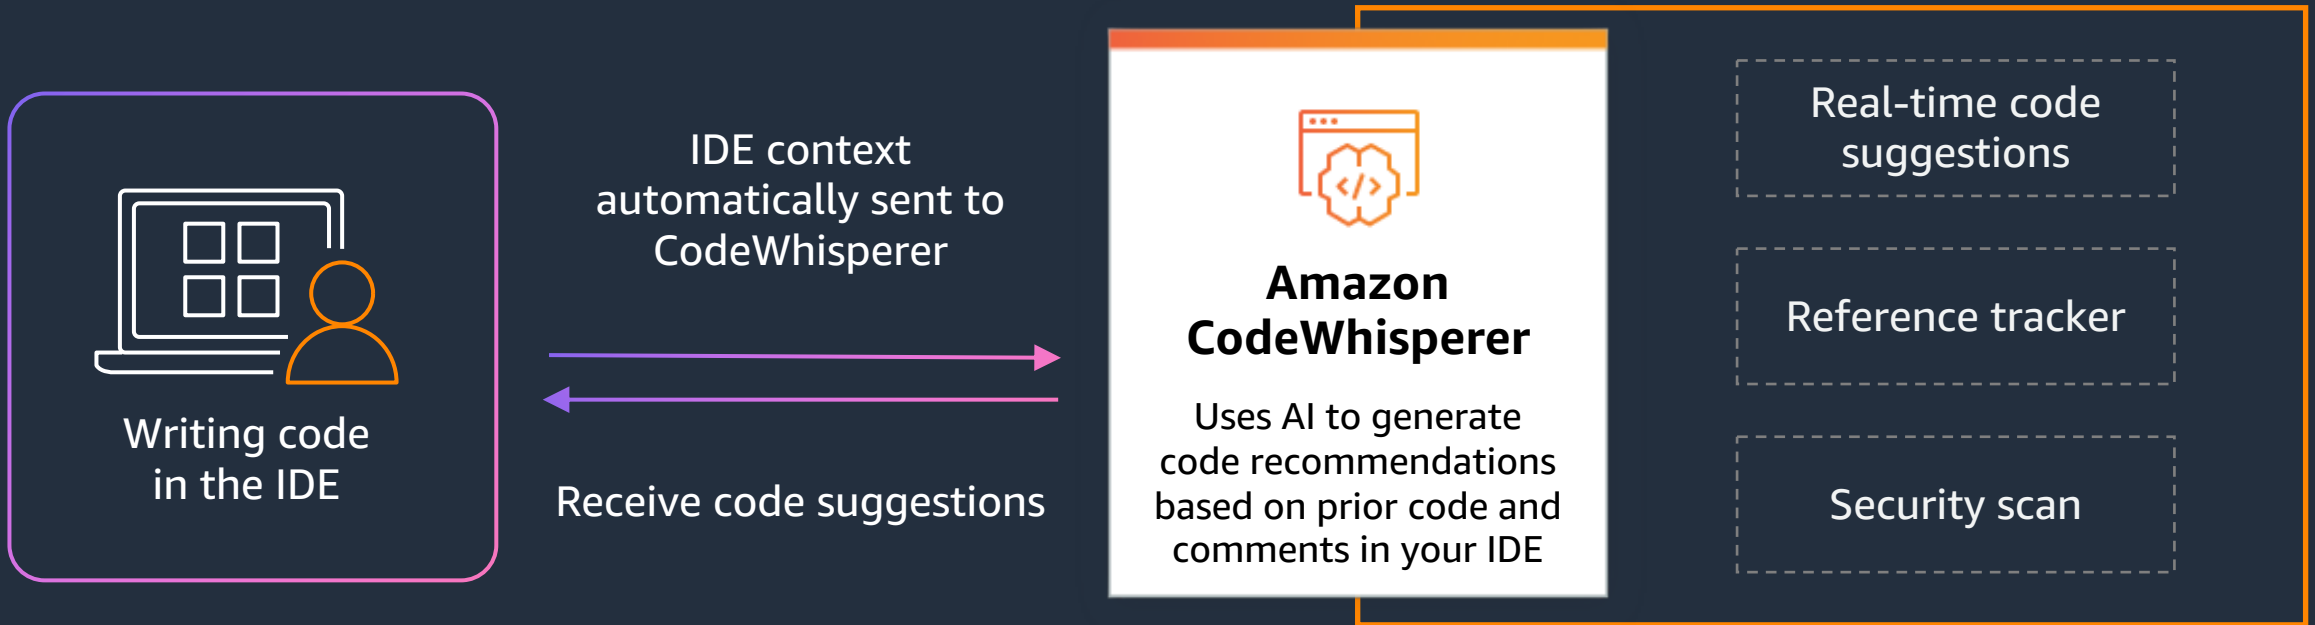 Writing code
in the IDE
IDE context
automatically sent to
CodeWhisperer
Receive code suggestions
</>
Amazon
CodeWhisperer
Uses AI to generate
code recommendations
based on prior code and
comments in your IDE
Real-time code
suggestions
Reference tracker
Security scan